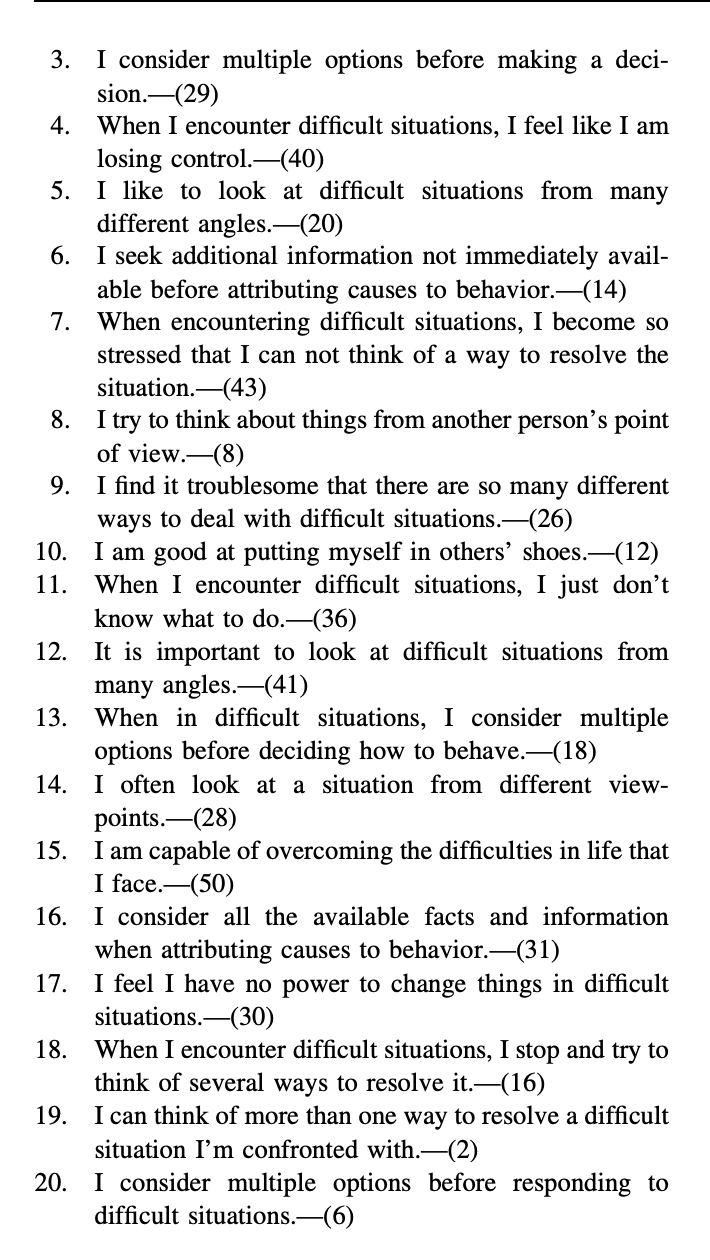 3. I consider multiple options before making a deci-
sion.—(29)
4. When I encounter difficult situations, I feel like I am
losing control.—(40)
5. I like to look at difficult situations from many
different angles.—(20)
6. I seek additional information not immediately avail-
able before attributing causes to behavior.—(14)
7. When encountering difficult situations, I become so
stressed that I can not think of a way to resolve the
situation.—(43)
8. I try to think about things from another person’s point
of view.—(8)
9. I find it troublesome that there are so many different
ways to deal with difficult situations.—(26)
10. I am good at putting myself in others’ shoes.—(12)
11. When I encounter difficult situations, I just don’t
know what to do.—(36)
12. It is important to look at difficult situations from
many angles.—(41)
13. When in difficult situations, I consider multiple
options before deciding how to behave.—(18)
14. I often look at a situation from different view-
points.—(28)
15. I am capable of overcoming the difficulties in life that
I face.—(50)
16. I consider all the available facts and information
when attributing causes to behavior.—(31)
17. I feel I have no power to change things in difficult
situations.—(30)
18. When I encounter difficult situations, I stop and try to
think of several ways to resolve it.—(16)
19. I can think of more than one way to resolve a difficult
situation I’m confronted with.—(2)
20. I consider multiple options before responding to
difficult situations.—(6)